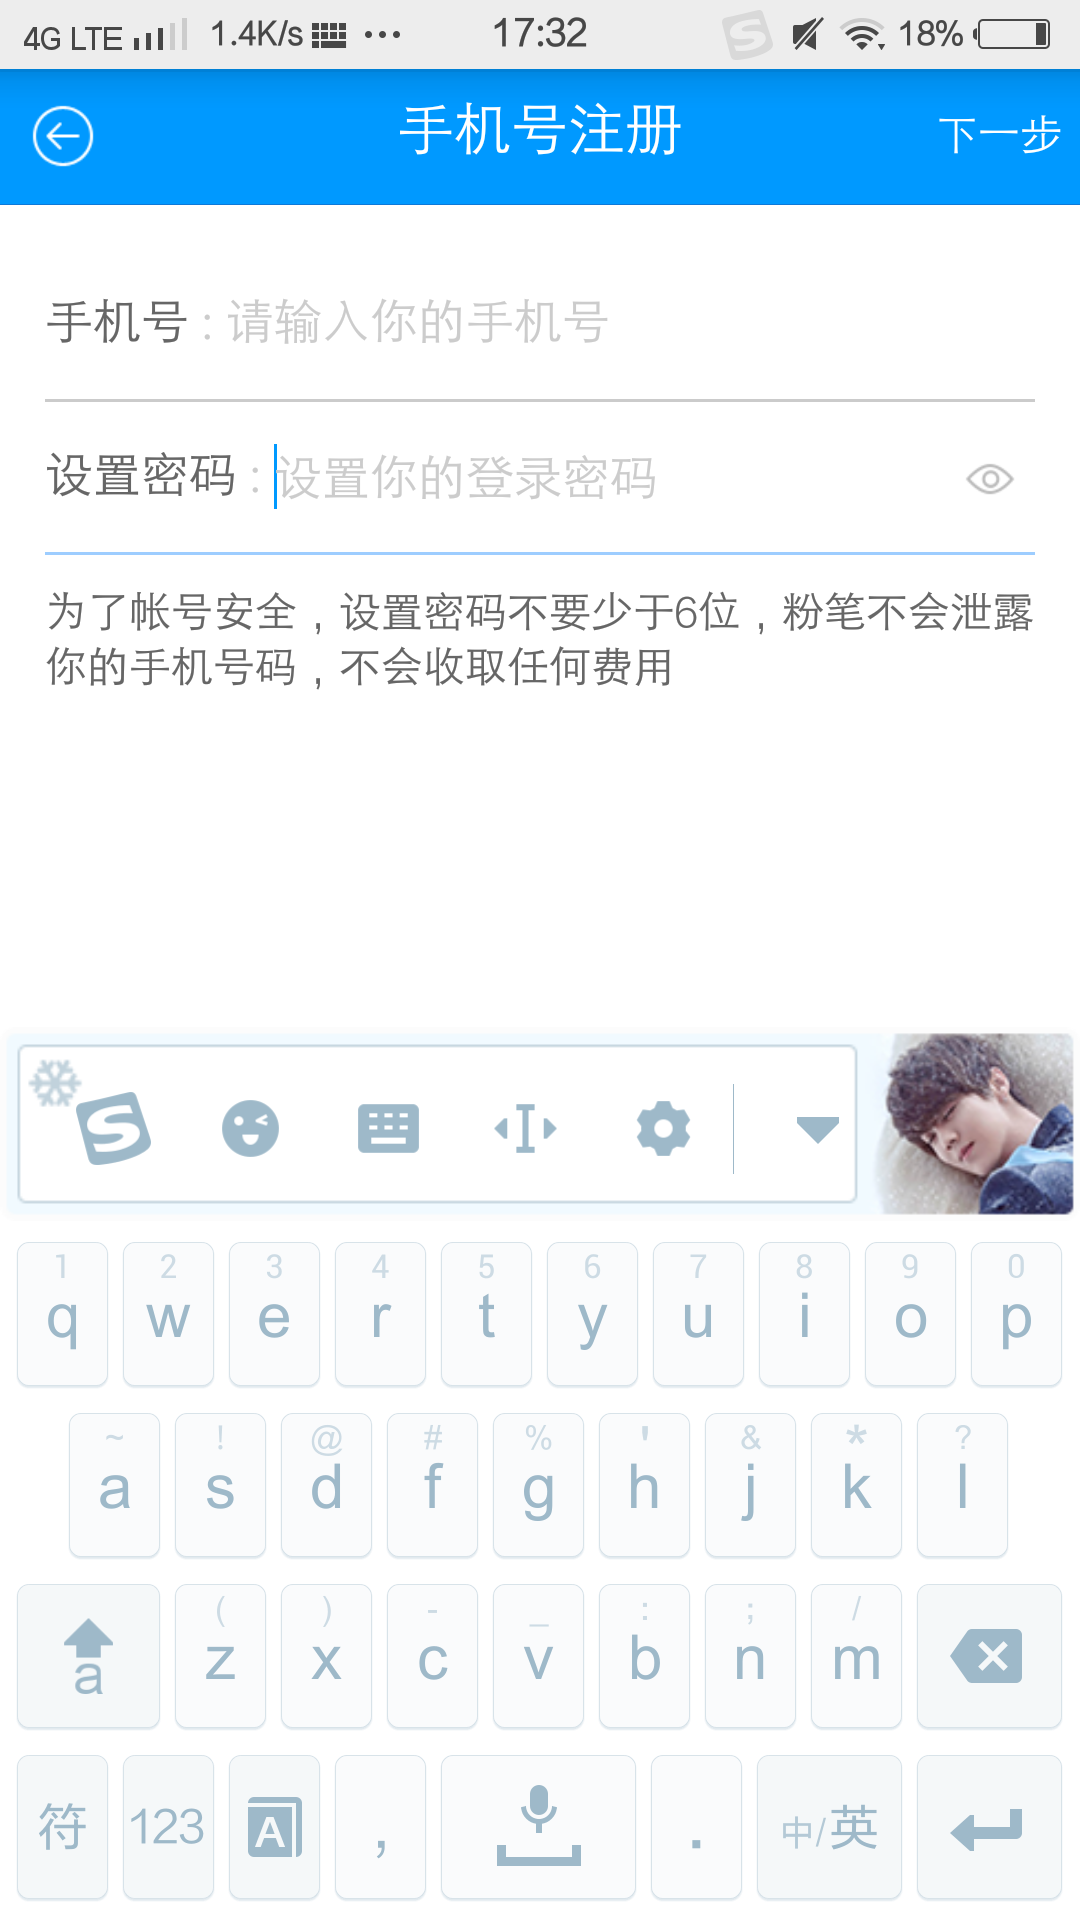 4G LTE 1.4K/s ··· 17:32 18%
手机号注册 下一步
手机号 : 请输入你的手机号
设置密码 : 设置你的登录密码
为了帐号安全，设置密码不要少于6位，粉笔不会泄露
你的手机号码，不会收取任何费用
1 2 3 4 5 6 7 8 9 0
q w e r t y u i o p
~ ! @ # % ' & * ?
a s d f g h j k l
( ) - _ : ; /
a z x c v b n m
符 123 A , . 中/英